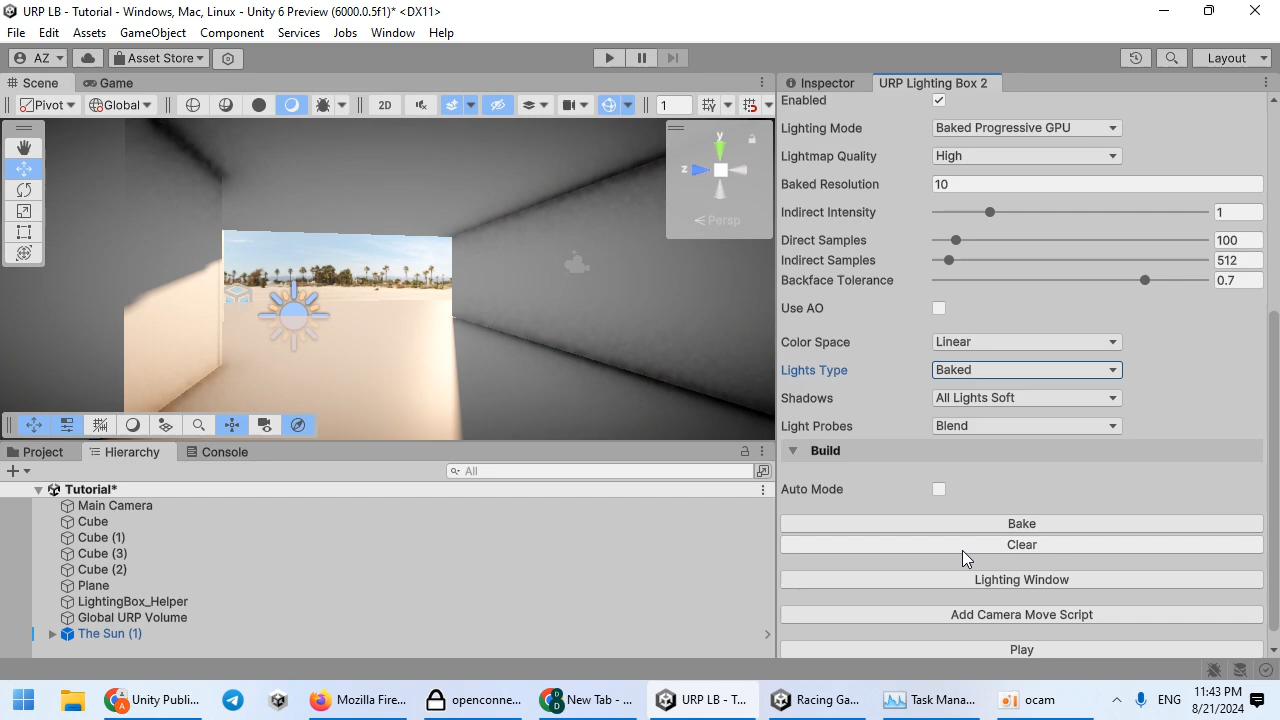 URP LB - Tutorial - Windows, Mac, Linux - Unity 6 Preview (6000.0.5f1)* <DX11>
File Edit Assets GameObject Component Services Jobs Window Help
AZ Asset Store Layout
Scene Game Inspector URP Lighting Box 2
Pivot Global 2D 1
y
z
Persp
Enabled
Lighting Mode Baked Progressive GPU
Lightmap Quality High
Baked Resolution 10
Indirect Intensity 1
Direct Samples 100
Indirect Samples 512
Backface Tolerance 0.7
Use AO
Color Space Linear
Lights Type Baked
Shadows All Lights Soft
Light Probes Blend
Build
Auto Mode
Bake
Clear
Lighting Window
Add Camera Move Script
Play
Project Hierarchy Console
All
Tutorial*
Main Camera
Cube
Cube (1)
Cube (3)
Cube (2)
Plane
LightingBox_Helper
Global URP Volume
The Sun (1)
Unity Publi... Mozilla Fire... openconne... New Tab - ... URP LB - T... Racing Ga... Task Mana... ocam ENG 11:43 PM
8/21/2024